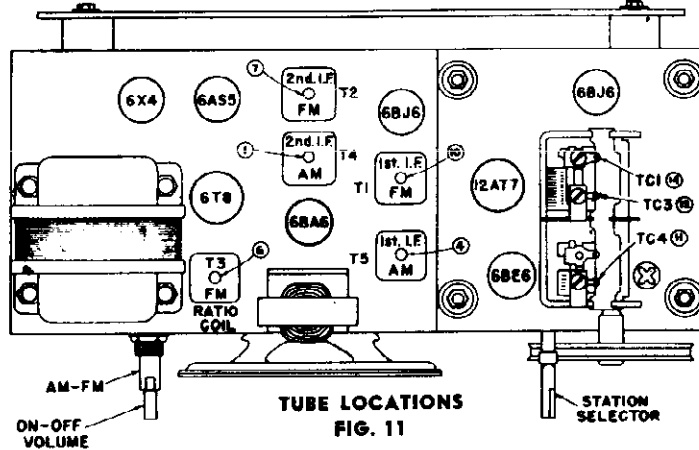 6X4
6AS5
7
2nd. I.F.
FM
T2
6BJ6
6BJ6
1
2nd. I.F.
AM
T4
6T8
6BA6
T1
1st. I.F.
FM
12AT7
TC1 14
TC3
TC4 11
T3
FM
RATIO
COIL
6
T5
1st. I.F.
AM
4
6BE6
AM-FM
ON-OFF
VOLUME
TUBE LOCATIONS
FIG. 11
STATION
SELECTOR